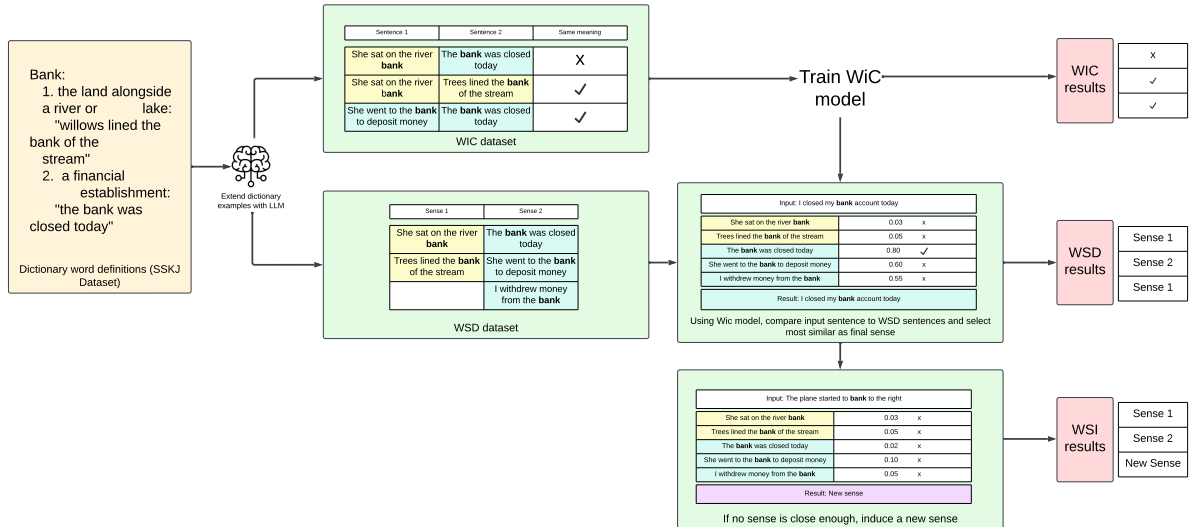 Bank:
1. the land alongside
a river or lake:
"willows lined the
bank of the
stream"
2. a financial
establishment:
"the bank was
closed today"
Dictionary word definitions (SSKJ
Dataset)
Extend dictionary
examples with LLM
Sentence 1 Sentence 2 Same meaning
She sat on the river
bank
The bank was closed
today
X
She sat on the river
bank
Trees lined the bank
of the stream
✓
She went to the bank
to deposit money
The bank was closed
today
✓
WIC dataset
Sense 1 Sense 2
She sat on the river
bank
The bank was closed
today
Trees lined the bank
of the stream
She went to the bank
to deposit money
I withdrew money
from the bank
WSD dataset
Train WiC
model
Input: I closed my bank account today
She sat on the river bank 0.03 x
Trees lined the bank of the stream 0.05 x
The bank was closed today 0.80 ✓
She went to the bank to deposit money 0.60 x
I withdrew money from the bank 0.55 x
Result: I closed my bank account today
Using Wic model, compare input sentence to WSD sentences and select
most similar as final sense
Input: The plane started to bank to the right
She sat on the river bank 0.03 x
Trees lined the bank of the stream 0.05 x
The bank was closed today 0.02 x
She went to the bank to deposit money 0.10 x
I withdrew money from the bank 0.05 x
Result: New sense
If no sense is close enough, induce a new sense
WIC
results
x
✓
✓
WSD
results
Sense 1
Sense 2
Sense 1
WSI
results
Sense 1
Sense 2
New Sense